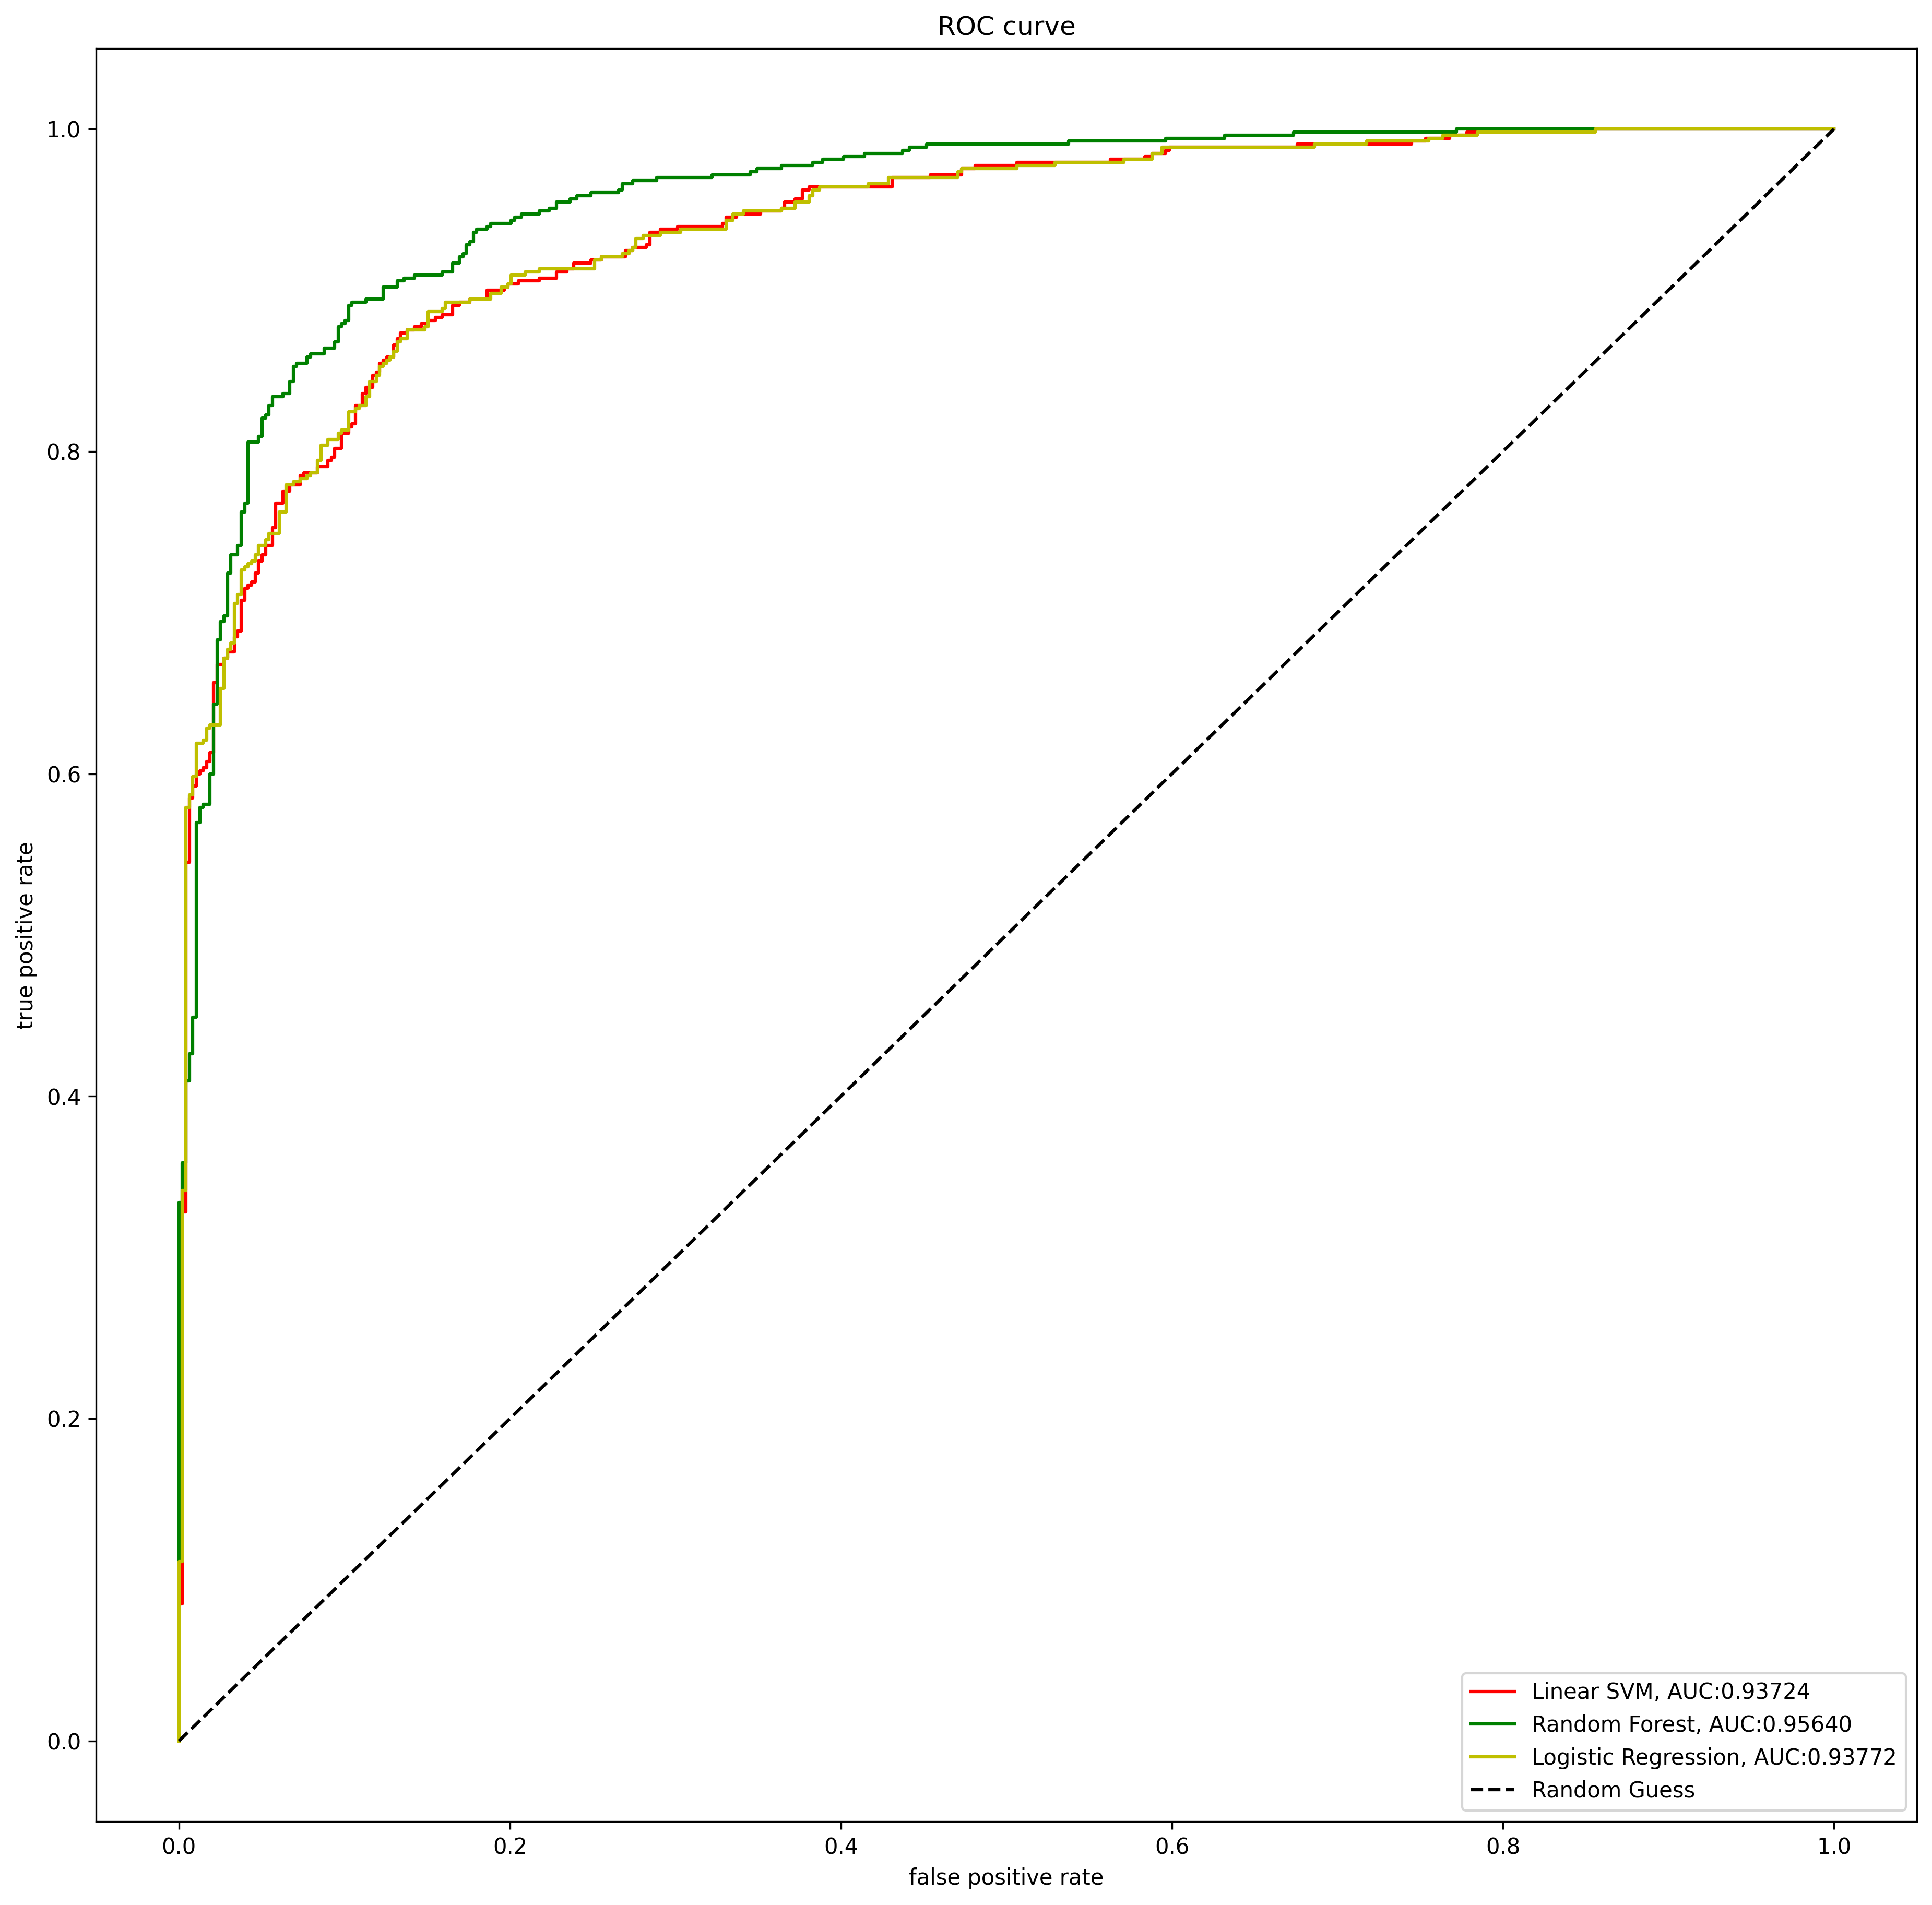 ROC curve
1.0
0.8
0.6
0.4
0.2
0.0
true positive rate
0.0 0.2 0.4 0.6 0.8 1.0
false positive rate
Linear SVM, AUC:0.93724
Random Forest, AUC:0.95640
Logistic Regression, AUC:0.93772
Random Guess